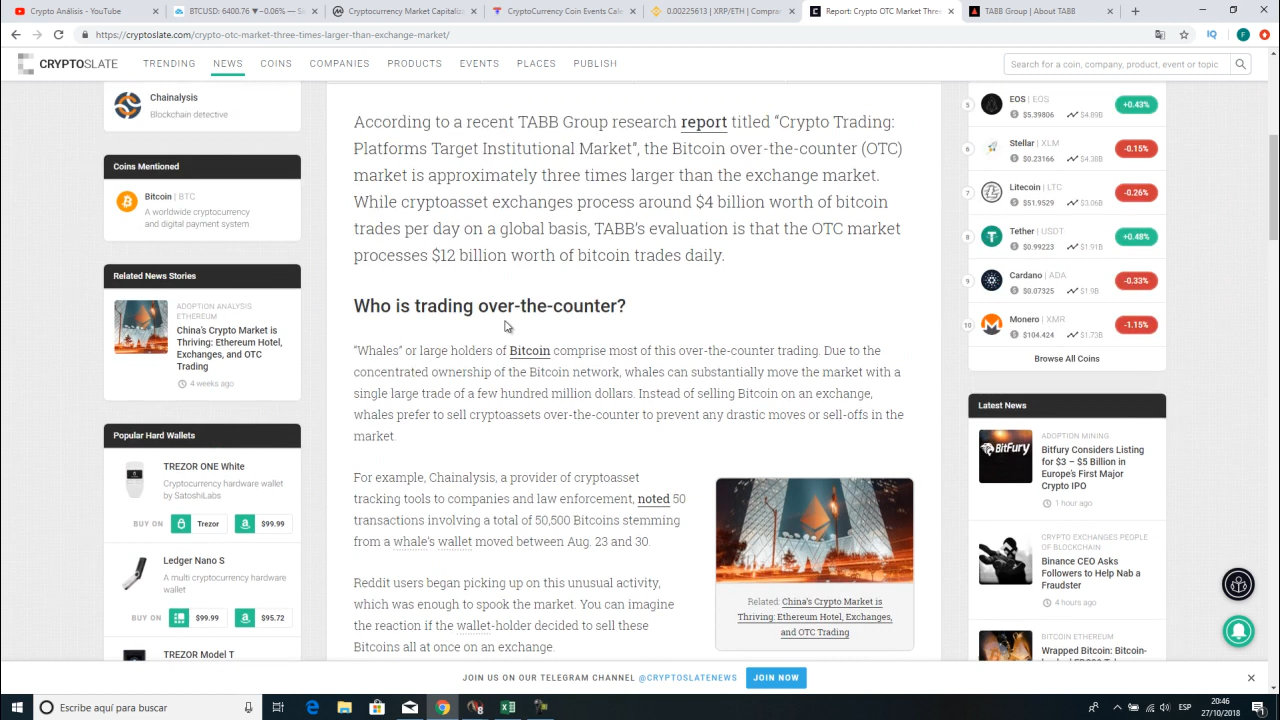 Crypto Análisis - YouTube
BTCUSD: 6400.76 ▼−0.06% — S
Cryptocurrency Market Capitaliza
CryptoCurrency Coin Events Cale
0.00225613 | XRP/ETH | Compran
Report: Crypto OTC Market Three
TABB Group | About TABB
https://cryptoslate.com/crypto-otc-market-three-times-larger-than-exchange-market/
IQ
F
CRYPTOSLATE
TRENDING
NEWS
COINS
COMPANIES
PRODUCTS
EVENTS
PLACES
PUBLISH
Search for a coin, company, product, event or topic
Chainalysis
Blockchain detective
Coins Mentioned
Bitcoin | BTC
A worldwide cryptocurrency
and digital payment system
Related News Stories
ADOPTION ANALYSIS
ETHEREUM
China's Crypto Market is
Thriving: Ethereum Hotel,
Exchanges, and OTC
Trading
4 weeks ago
Popular Hard Wallets
TREZOR ONE White
Cryptocurrency hardware wallet
by SatoshiLabs
BUY ON Trezor $99.99
Ledger Nano S
A multi cryptocurrency hardware
wallet
BUY ON $99.99 $95.72
TREZOR Model T
According to a recent TABB Group research report titled “Crypto Trading:
Platforms Target Institutional Market”, the Bitcoin over-the-counter (OTC)
market is approximately three times larger than the exchange market.
While cryptoasset exchanges process around $4 billion worth of bitcoin
trades per day on a global basis, TABB's evaluation is that the OTC market
processes $12 billion worth of bitcoin trades daily.
Who is trading over-the-counter?
“Whales” or large holders of Bitcoin comprise most of this over-the-counter trading. Due to the
concentrated ownership of the Bitcoin network, whales can substantially move the market with a
single large trade of a few hundred million dollars. Instead of selling Bitcoin on an exchange,
whales prefer to sell cryptoassets over-the-counter to prevent any drastic moves or sell-offs in the
market.
For example, Chainalysis, a provider of cryptoasset
tracking tools to companies and law enforcement, noted 50
transactions involving a total of 50,500 Bitcoins stemming
from a whale's wallet moved between Aug. 23 and 30.
Reddit users began picking up on this unusual activity,
which was enough to spook the market. You can imagine
the reaction if the wallet-holder decided to sell these
Bitcoins all at once on an exchange.
Related: China's Crypto Market is
Thriving: Ethereum Hotel, Exchanges,
and OTC Trading
5 EOS | EOS +0.43%
$5.39806 $4.89B
6 Stellar | XLM -0.15%
$0.23166 $4.38B
7 Litecoin | LTC -0.26%
$51.9529 $3.06B
8 Tether | USDT +0.48%
$0.99223 $1.91B
9 Cardano | ADA -0.33%
$0.07325 $1.9B
10 Monero | XMR -1.15%
$104.424 $1.73B
Browse All Coins
Latest News
BITFURY
ADOPTION MINING
Bitfury Considers Listing
for $3 – $5 Billion in
Europe's First Major
Crypto IPO
1 hour ago
CRYPTO EXCHANGES PEOPLE
OF BLOCKCHAIN
Binance CEO Asks
Followers to Help Nab a
Fraudster
4 hours ago
BITCOIN ETHEREUM
Wrapped Bitcoin: Bitcoin-
JOIN US ON OUR TELEGRAM CHANNEL @CRYPTOSLATENEWS JOIN NOW
Escribe aquí para buscar
ESP
20:46
27/10/2018